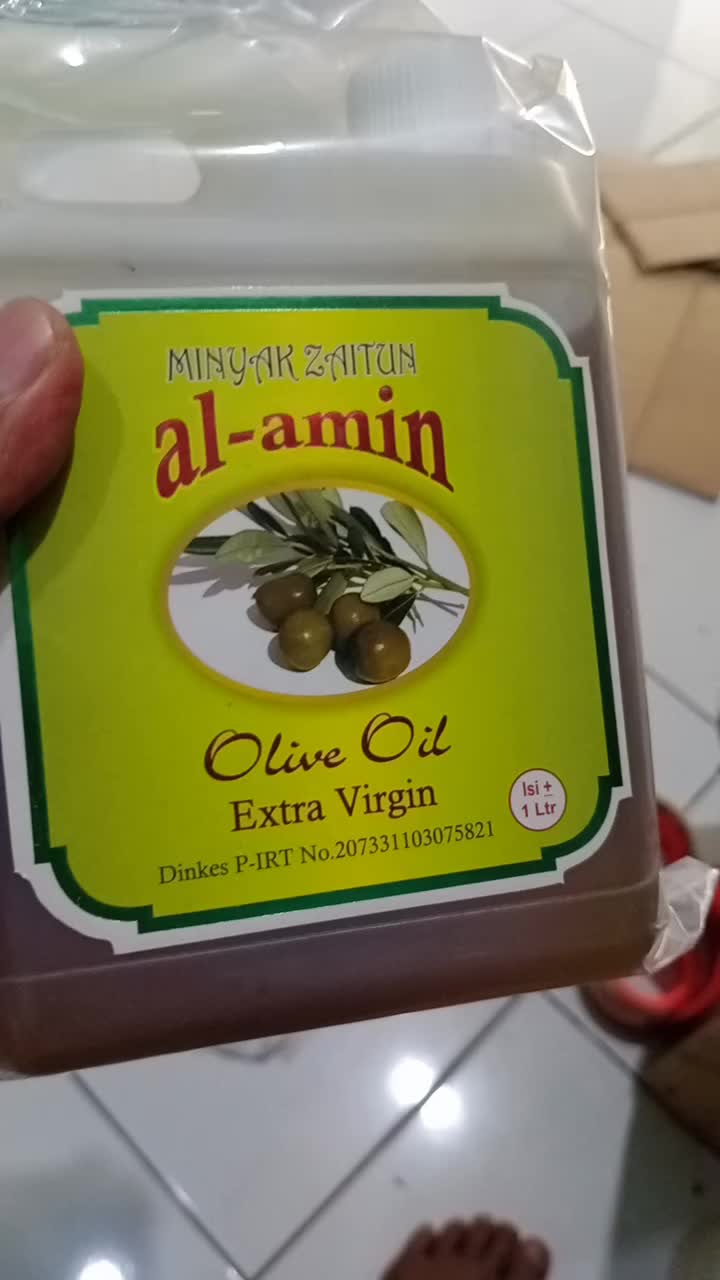 MINYAK ZAITUN
al-amin
Olive Oil
Extra Virgin
Isi ±
1 Ltr
Dinkes P-IRT No.207331103075821